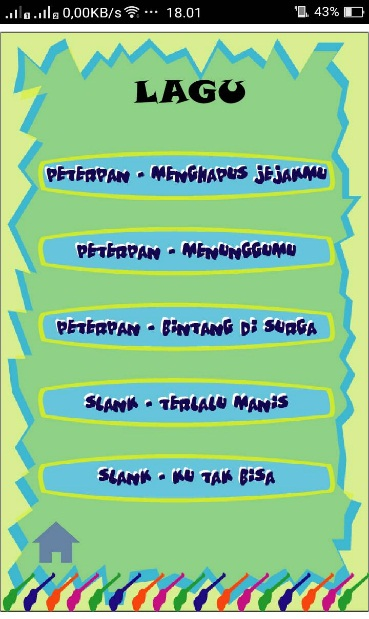 0,00KB/s ... 18.01 43%
LAGU
PETERPAN - MENGHAPUS JEJAKMU
PETERPAN - MENUNGGUMU
PETERPAN - BINTANG DI SURGA
SLANK - TERLALU MANIS
SLANK - KU TAK BISA